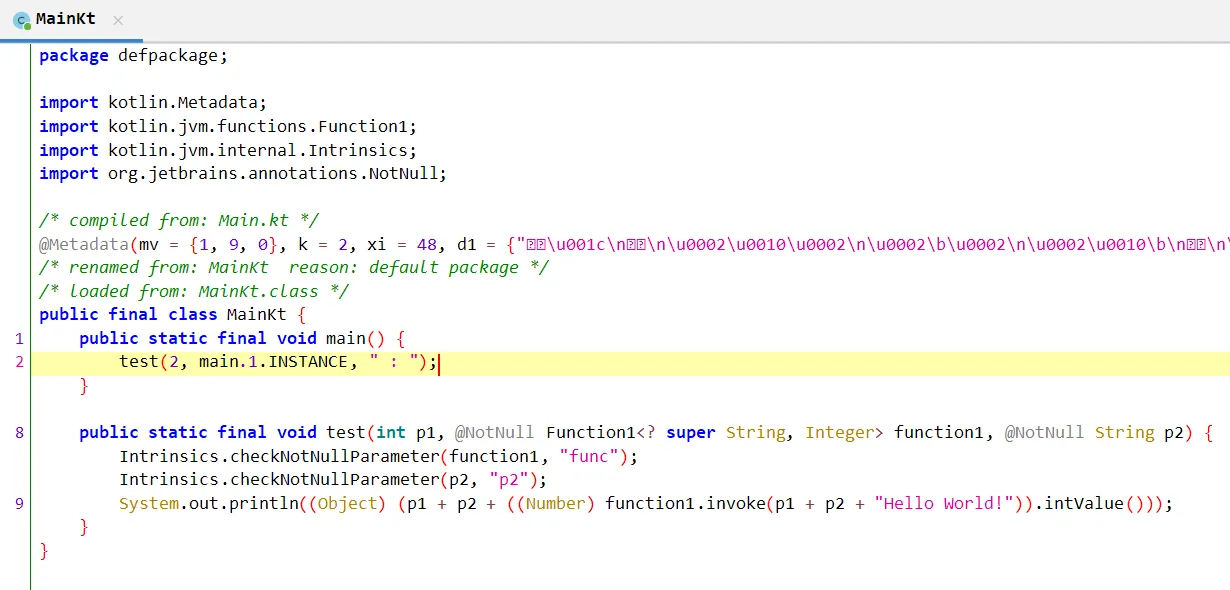 MainKt
package defpackage;
import kotlin.Metadata;
import kotlin.jvm.functions.Function1;
import kotlin.jvm.internal.Intrinsics;
import org.jetbrains.annotations.NotNull;
/* compiled from: Main.kt */
@Metadata(mv = {1, 9, 0}, k = 2, xi = 48, d1 = {"\u001c\n\n\u0002\u0010\u0002\n\u0002\b\u0002\n\u0002\u0010\b\n\n\
/* renamed from: MainKt  reason: default package */
/* loaded from: MainKt.class */
public final class MainKt {
1     public static final void main() {
2         test(2, main.1.INSTANCE, " : ");
    }
8     public static final void test(int p1, @NotNull Function1<? super String, Integer> function1, @NotNull String p2) {
        Intrinsics.checkNotNullParameter(function1, "func");
        Intrinsics.checkNotNullParameter(p2, "p2");
9         System.out.println((Object) (p1 + p2 + ((Number) function1.invoke(p1 + p2 + "Hello World!")).intValue()));
    }
}